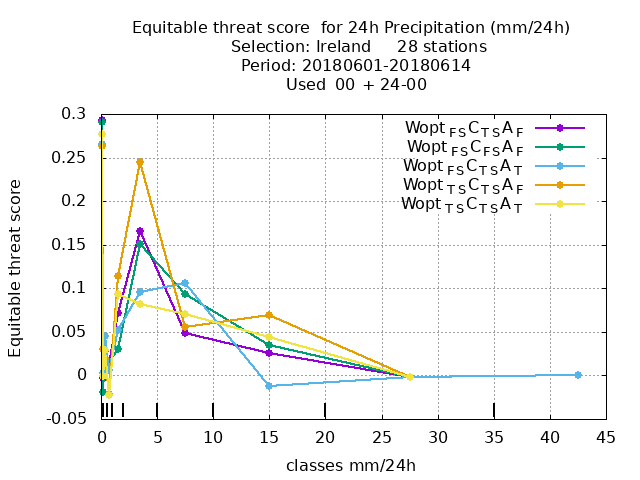 Equitable threat score  for 24h Precipitation (mm/24h)
Selection: Ireland     28 stations
Period: 20180601-20180614
Used  00  + 24-00
Equitable threat score
0.3
0.25
0.2
0.15
0.1
0.05
0
-0.05
Wopt FS C TS A F
Wopt FS C FS A F
Wopt FS C TS A T
Wopt TS C TS A F
Wopt TS C TS A T
0 5 10 15 20 25 30 35 40 45
classes mm/24h